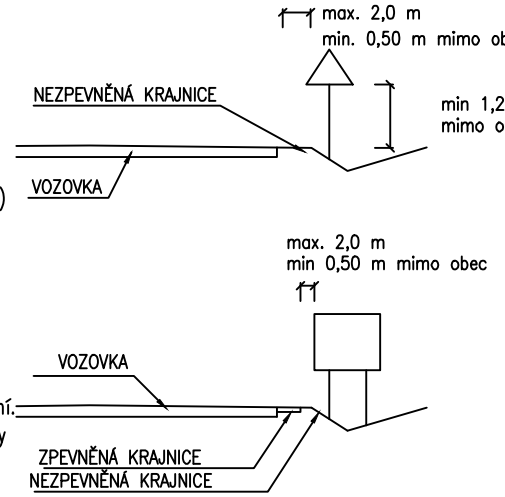 max. 2,0 m
min. 0,50 m mimo
NEZPEVNĚNÁ KRAJNICE
min 1,2
mimo
VOZOVKA
)
max. 2,0 m
min 0,50 m mimo obec
VOZOVKA
ní.
y
ZPEVNĚNÁ KRAJNICE
NEZPEVNĚNÁ KRAJNICE